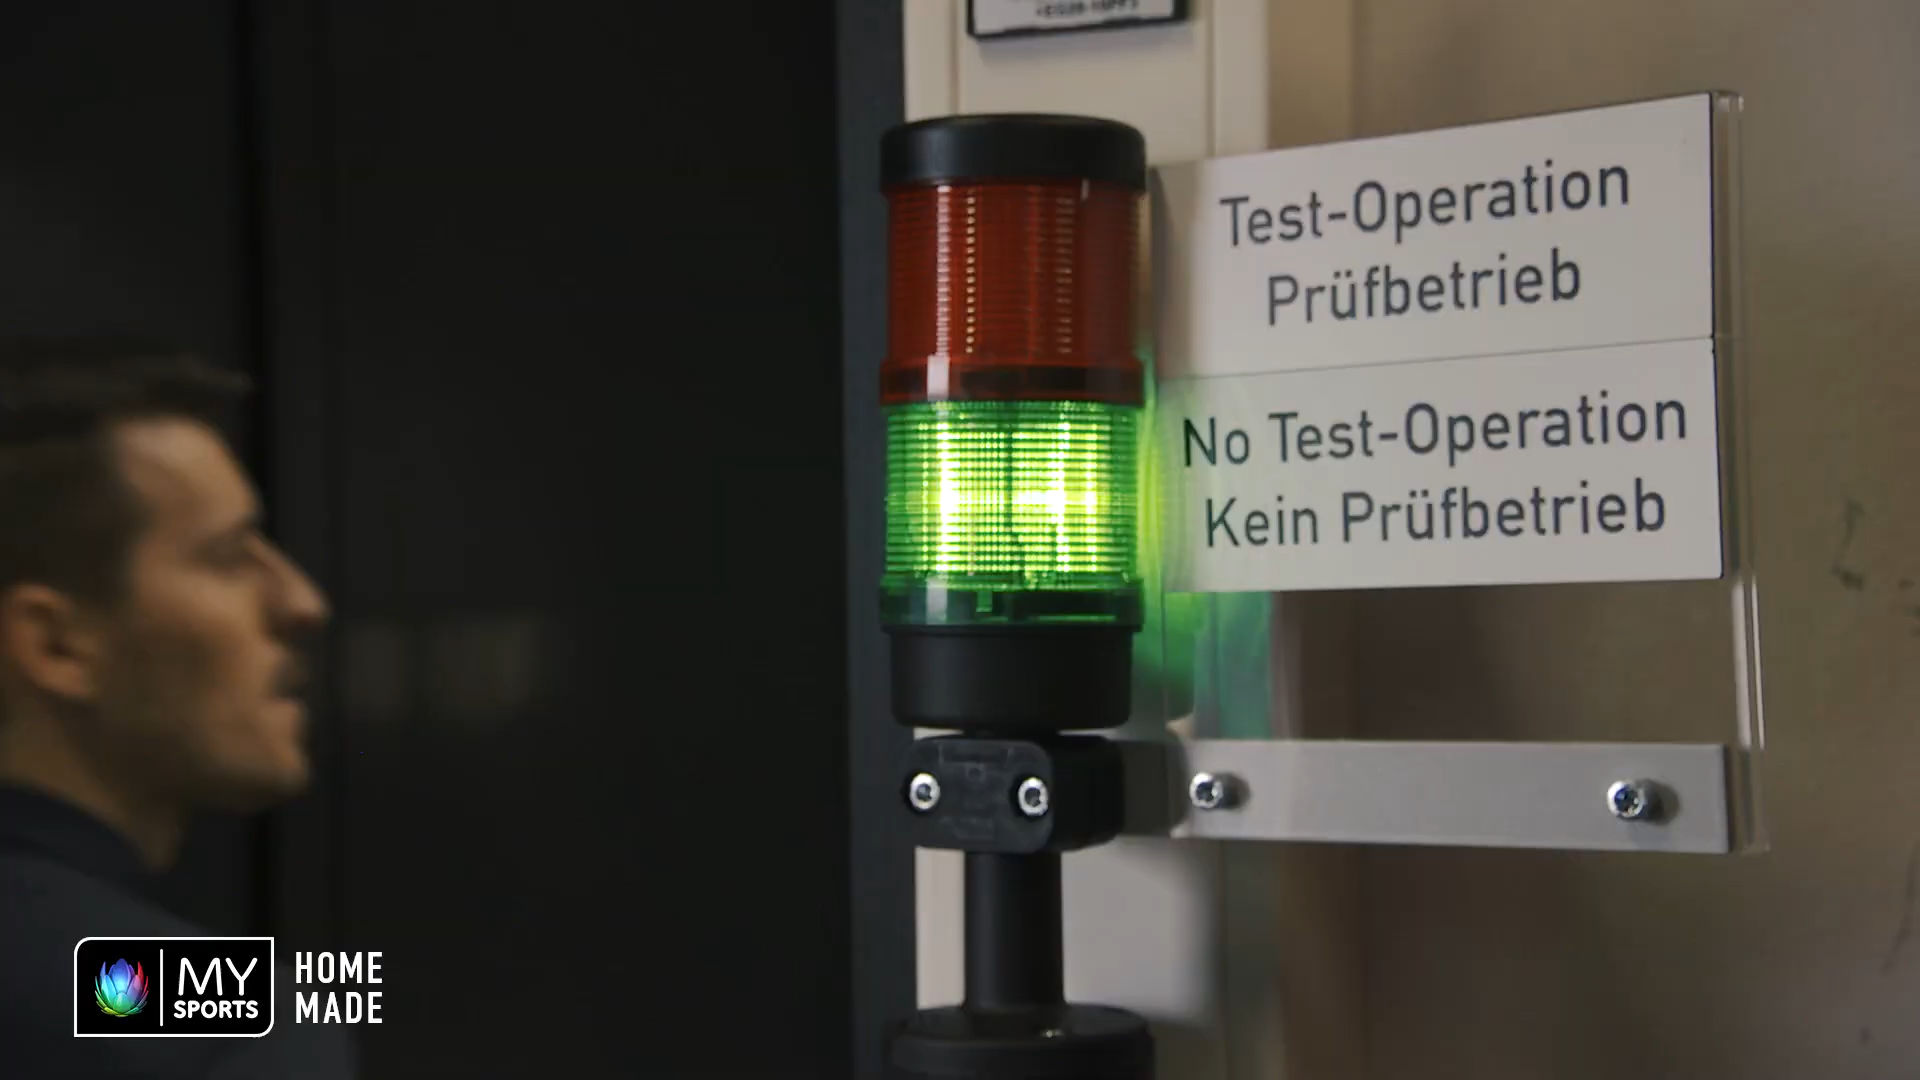 Test-Operation
Prüfbetrieb
No Test-Operation
Kein Prüfbetrieb
MY
SPORTS
HOME
MADE